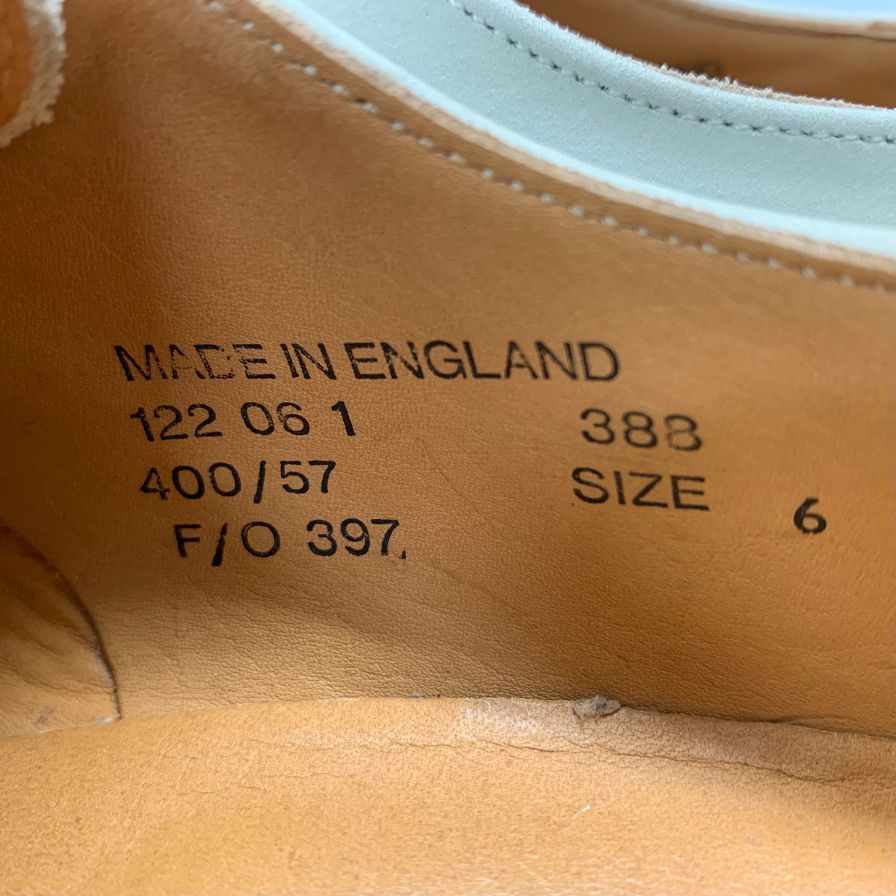 MADE IN ENGLAND
122 06 1 388
400/57 SIZE 6
F/O 397